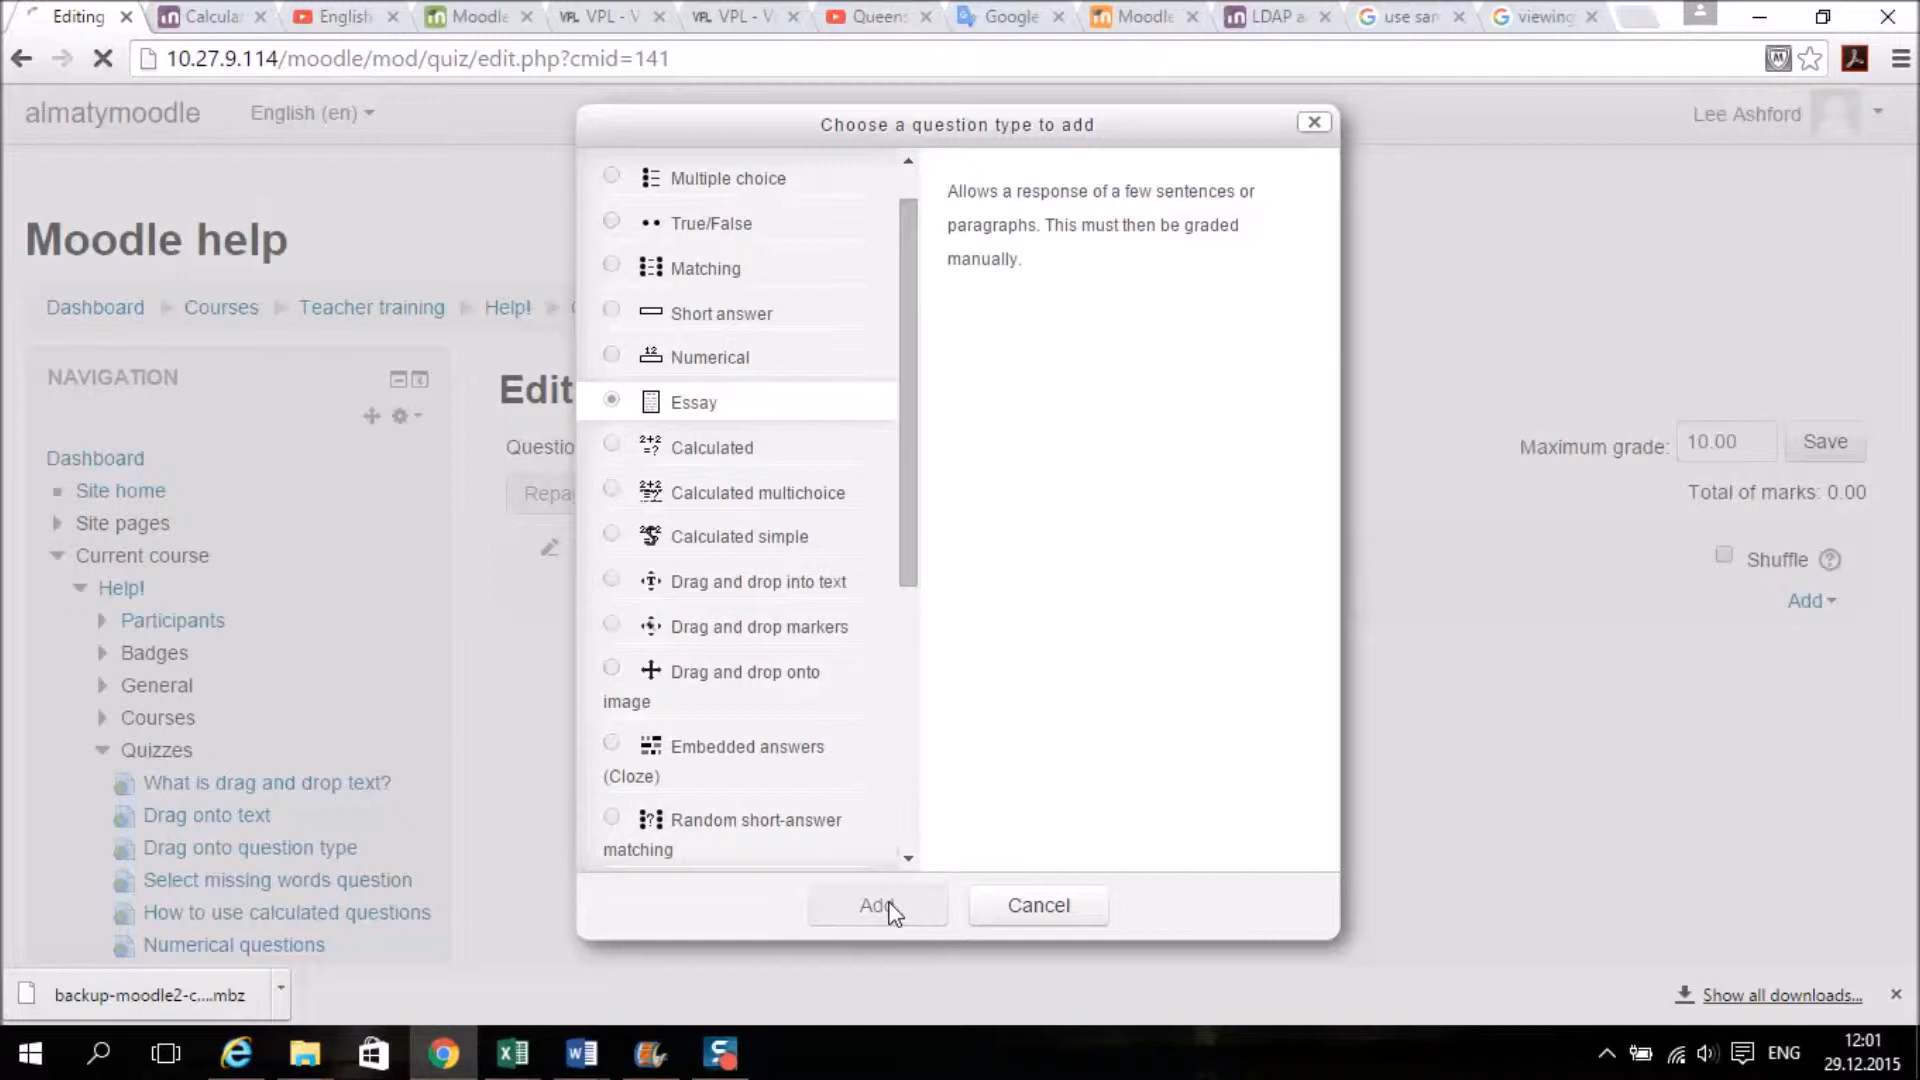 Editing
Calcula
English
Moodle
VPL - V
VPL - V
Queens
Google
Moodle
LDAP a
use sar
viewing
10.27.9.114/moodle/mod/quiz/edit.php?cmid=141
almatymoodle
English (en)
Lee Ashford
Moodle help
Dashboard
Courses
Teacher training
Help!
NAVIGATION
Dashboard
Site home
Site pages
Current course
Help!
Participants
Badges
General
Courses
Quizzes
What is drag and drop text?
Drag onto text
Drag onto question type
Select missing words question
How to use calculated questions
Numerical questions
Edit
Questio
Repa
Choose a question type to add
Multiple choice
True/False
Matching
Short answer
12
Numerical
Essay
2+2
=?
Calculated
2+2
Calculated multichoice
Calculated simple
Drag and drop into text
Drag and drop markers
Drag and drop onto
image
Embedded answers
(Cloze)
Random short-answer
matching
Allows a response of a few sentences or
paragraphs. This must then be graded
manually.
Add
Cancel
Maximum grade: 10.00 Save
Total of marks: 0.00
Shuffle
Add
backup-moodle2-c....mbz
Show all downloads...
ENG
12:01
29.12.2015